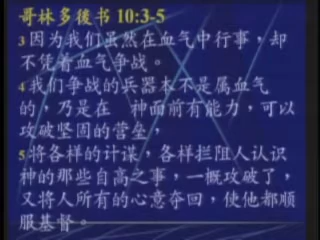 哥林多後书 10:3-5
3 因为我们虽然在血气中行事，却
不凭着血气争战。
4 我们争战的兵器本不是属血气
的，乃是在 神面前有能力，可以
攻破坚固的营垒，
5 将各样的计谋，各样拦阻人认识
神的那些自高之事，一概攻破了，
又将人所有的心意夺回，使他都顺
服基督。